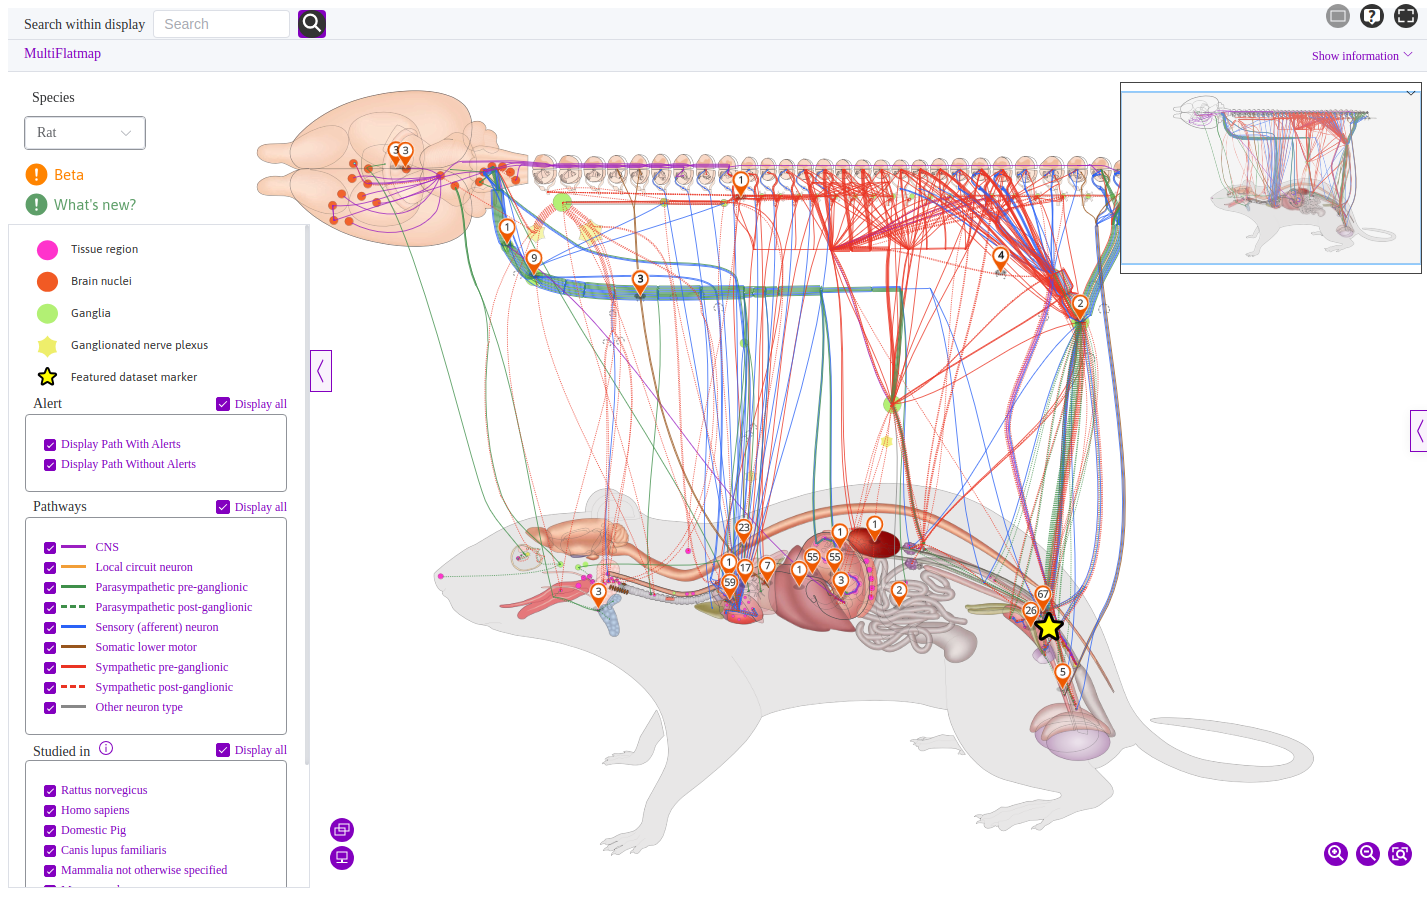 Search within display
Search
MultiFlatmap
Show information
Species
Rat
Beta
What's new?
Tissue region
Brain nuclei
Ganglia
Ganglionated nerve plexus
Featured dataset marker
Alert
Display all
Display Path With Alerts
Display Path Without Alerts
Pathways
Display all
CNS
Local circuit neuron
Parasympathetic pre-ganglionic
Parasympathetic post-ganglionic
Sensory (afferent) neuron
Somatic lower motor
Sympathetic pre-ganglionic
Sympathetic post-ganglionic
Other neuron type
Studied in
Display all
Rattus norvegicus
Homo sapiens
Domestic Pig
Canis lupus familiaris
Mammalia not otherwise specified
3 3
1
1
9
3
4
2
23
1
1
1
17
7
55
55
59
1
3
3
2
67
26
5